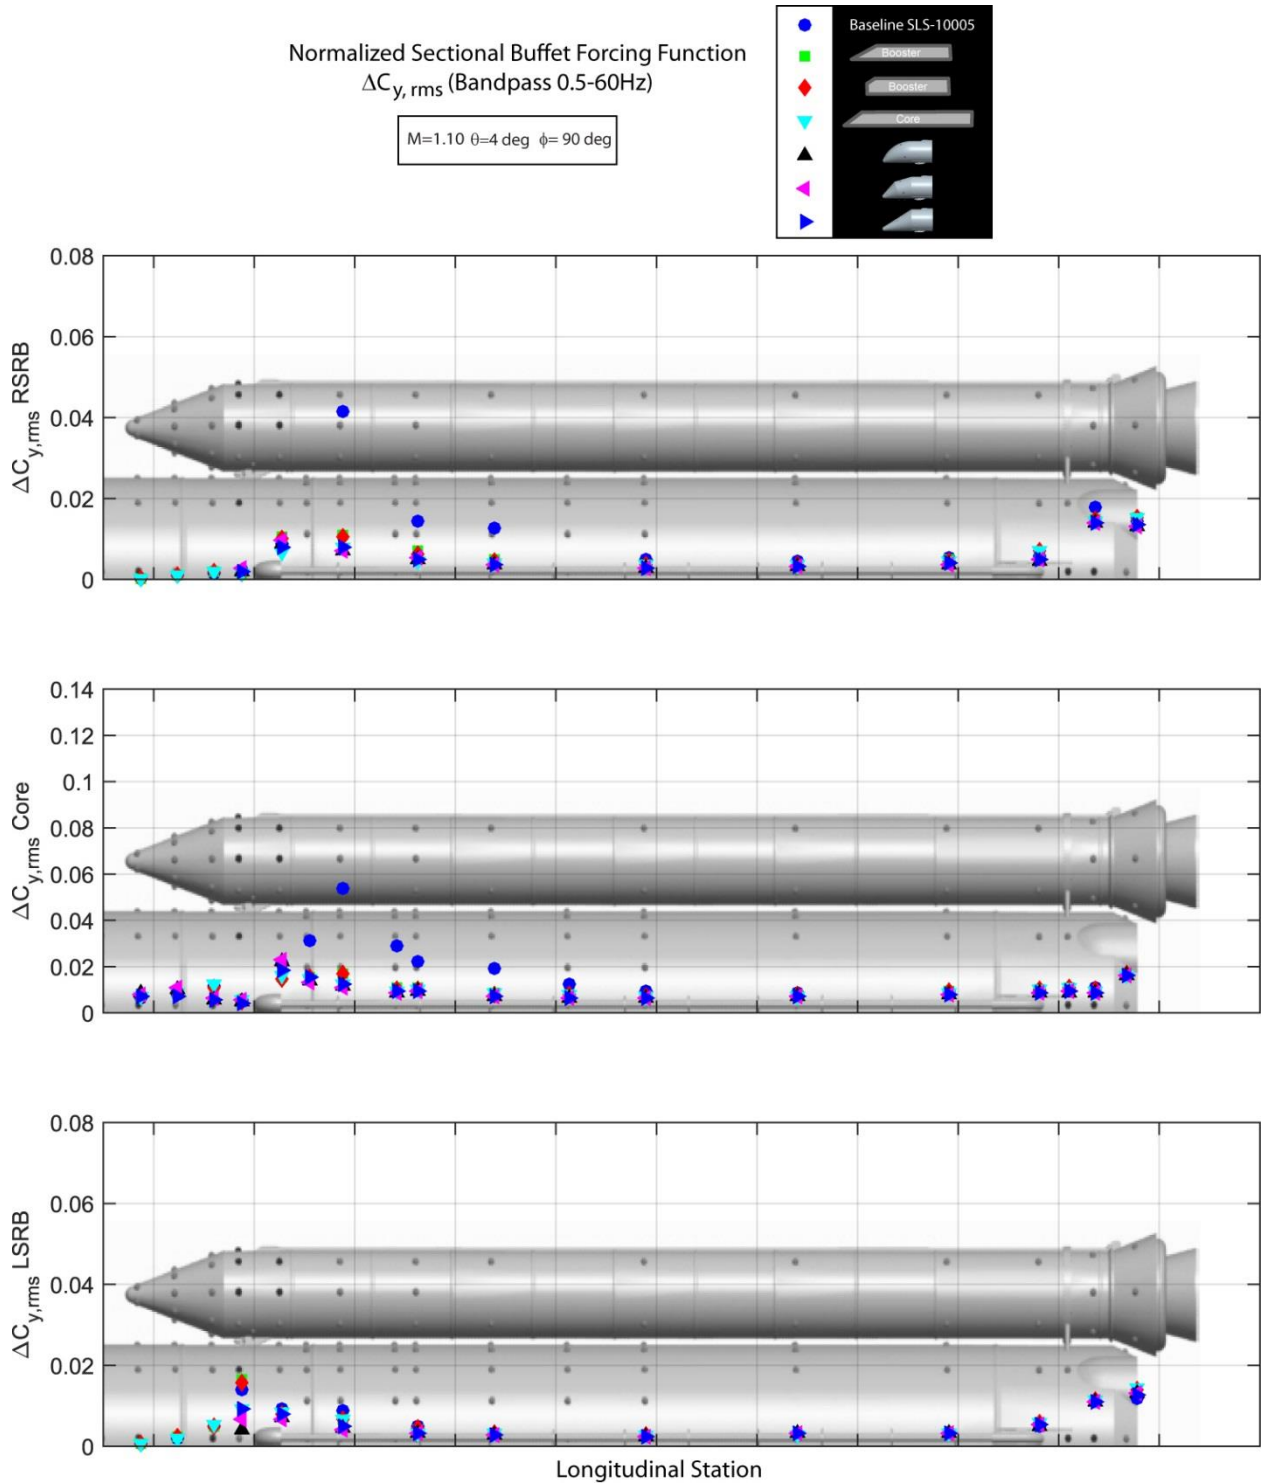 Baseline SLS-10005
Booster
Booster
Core
Normalized Sectional Buffet Forcing Function
ΔCy, rms (Bandpass 0.5-60Hz)
M=1.10 θ=4 deg ϕ= 90 deg
0.08
0.06
0.04
0.02
0
ΔCy,rms RSRB
0.14
0.12
0.1
0.08
0.06
0.04
0.02
0
ΔCy,rms Core
0.08
0.06
0.04
0.02
0
ΔCy,rms LSRB
Longitudinal Station